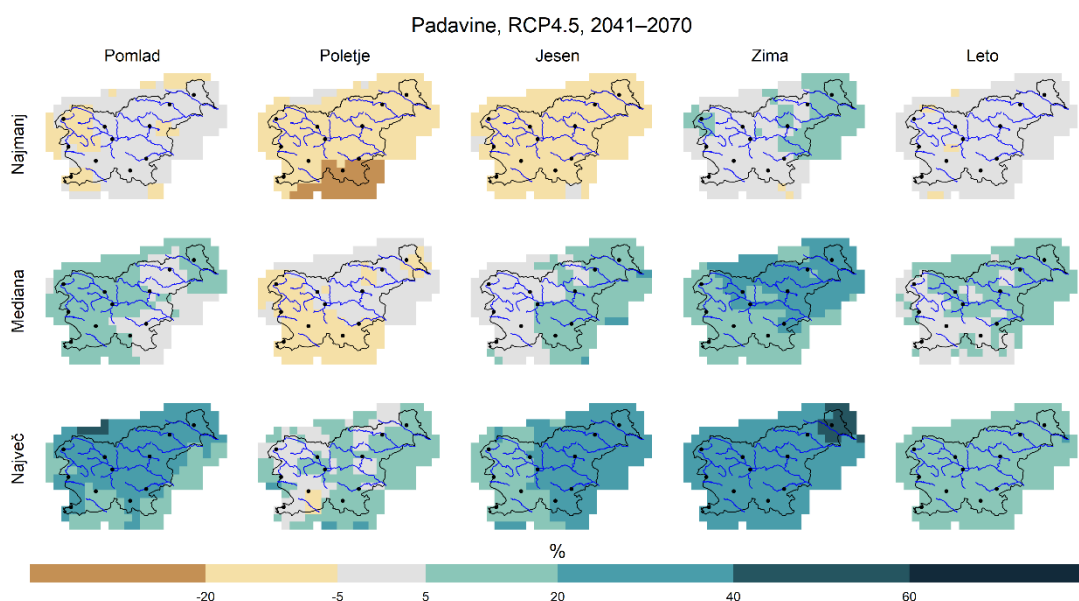 Padavine, RCP4.5, 2041–2070
Pomlad Poletje Jesen Zima Leto
Najmanj
Mediana
Največ
%
-20 -5 5 20 40 60